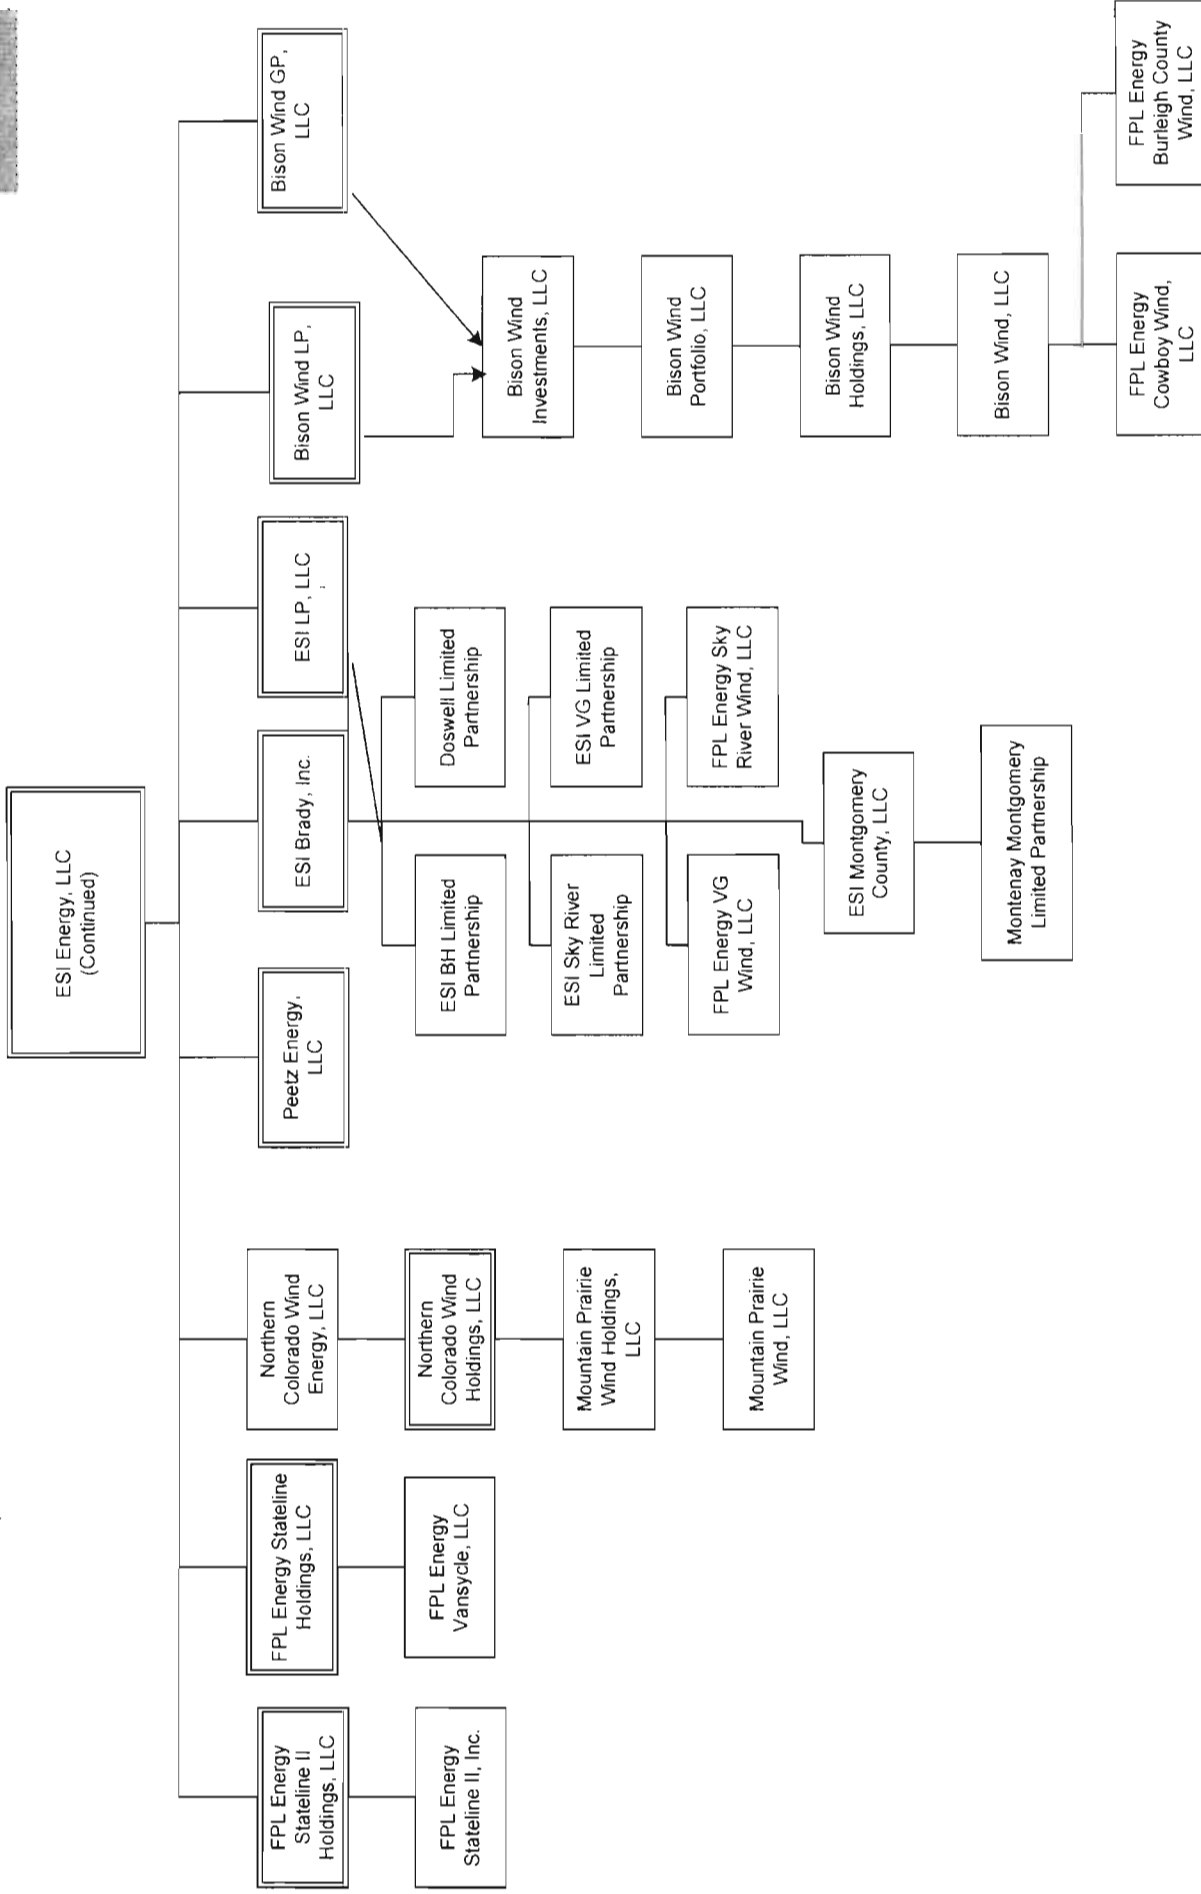 ESI Energy, LLC
(Continued)
FPL Energy
Stateline II
Holdings, LLC
FPL Energy
Stateline II, Inc.
FPL Energy Stateline
Holdings, LLC
FPL Energy
Vansycle, LLC
Northern
Colorado Wind
Energy, LLC
Northern
Colorado Wind
Holdings, LLC
Mountain Prairie
Wind Holdings,
LLC
Mountain Prairie
Wind, LLC
Peetz Energy,
LLC
ESI Brady, Inc.
ESI LP, LLC
ESI BH Limited
Partnership
Doswell Limited
Partnership
ESI Sky River
Limited
Partnership
ESI VG Limited
Partnership
FPL Energy VG
Wind, LLC
FPL Energy Sky
River Wind, LLC
ESI Montgomery
County, LLC
Montenay Montgomery
Limited Partnership
Bison Wind LP,
LLC
Bison Wind GP,
LLC
Bison Wind
Investments, LLC
Bison Wind
Portfolio, LLC
Bison Wind
Holdings, LLC
Bison Wind, LLC
FPL Energy
Cowboy Wind,
LLC
FPL Energy
Burleigh County
Wind, LLC